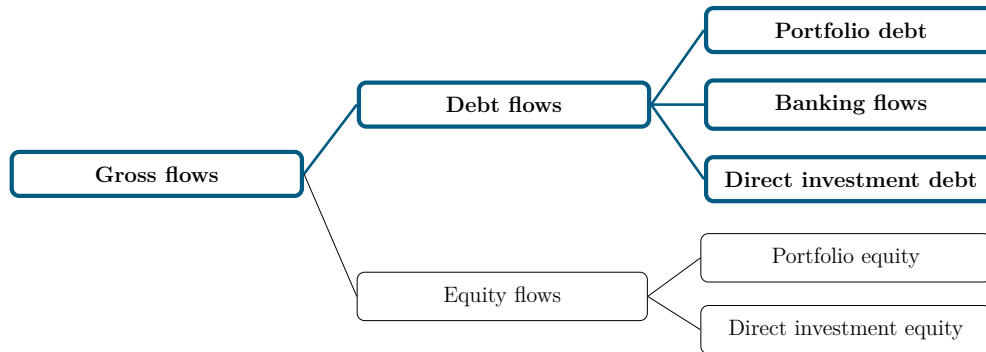 Portfolio debt
Debt flows
Banking flows
Gross flows
Direct investment debt
Portfolio equity
Equity flows
Direct investment equity